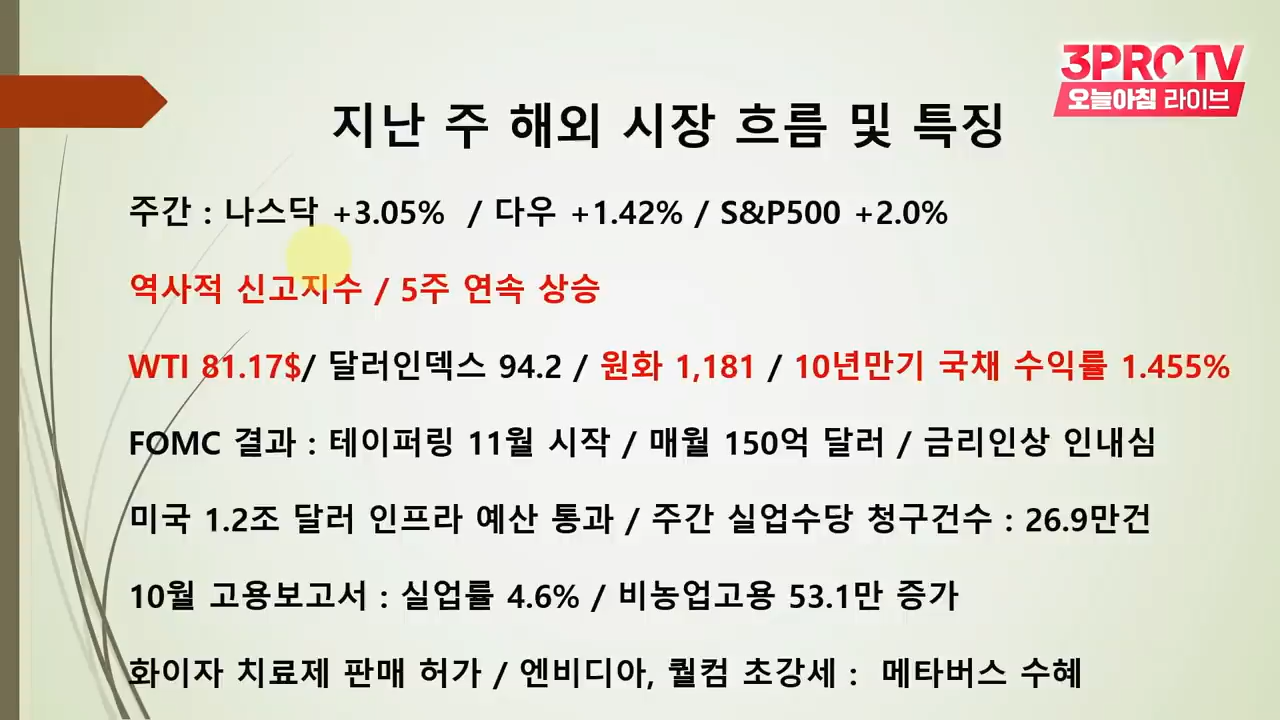 3PRO TV
오늘아침 라이브
지난 주 해외 시장 흐름 및 특징
주간 : 나스닥 +3.05% / 다우 +1.42% / S&P500 +2.0%
역사적 신고지수 / 5주 연속 상승
WTI 81.17$/ 달러인덱스 94.2 / 원화 1,181 / 10년만기 국채 수익률 1.455%
FOMC 결과 : 테이퍼링 11월 시작 / 매월 150억 달러 / 금리인상 인내심
미국 1.2조 달러 인프라 예산 통과 / 주간 실업수당 청구건수 : 26.9만건
10월 고용보고서 : 실업률 4.6% / 비농업고용 53.1만 증가
화이자 치료제 판매 허가 / 엔비디아, 퀄컴 초강세 : 메타버스 수혜